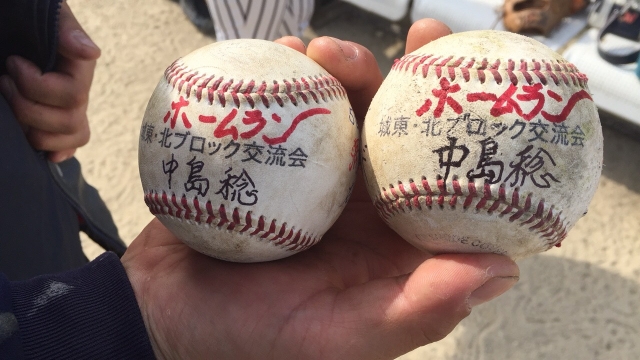 ホームラン
城東・北ブロック交流会
中島稔
ホームラン
城東・北ブロック交流会
中島稔